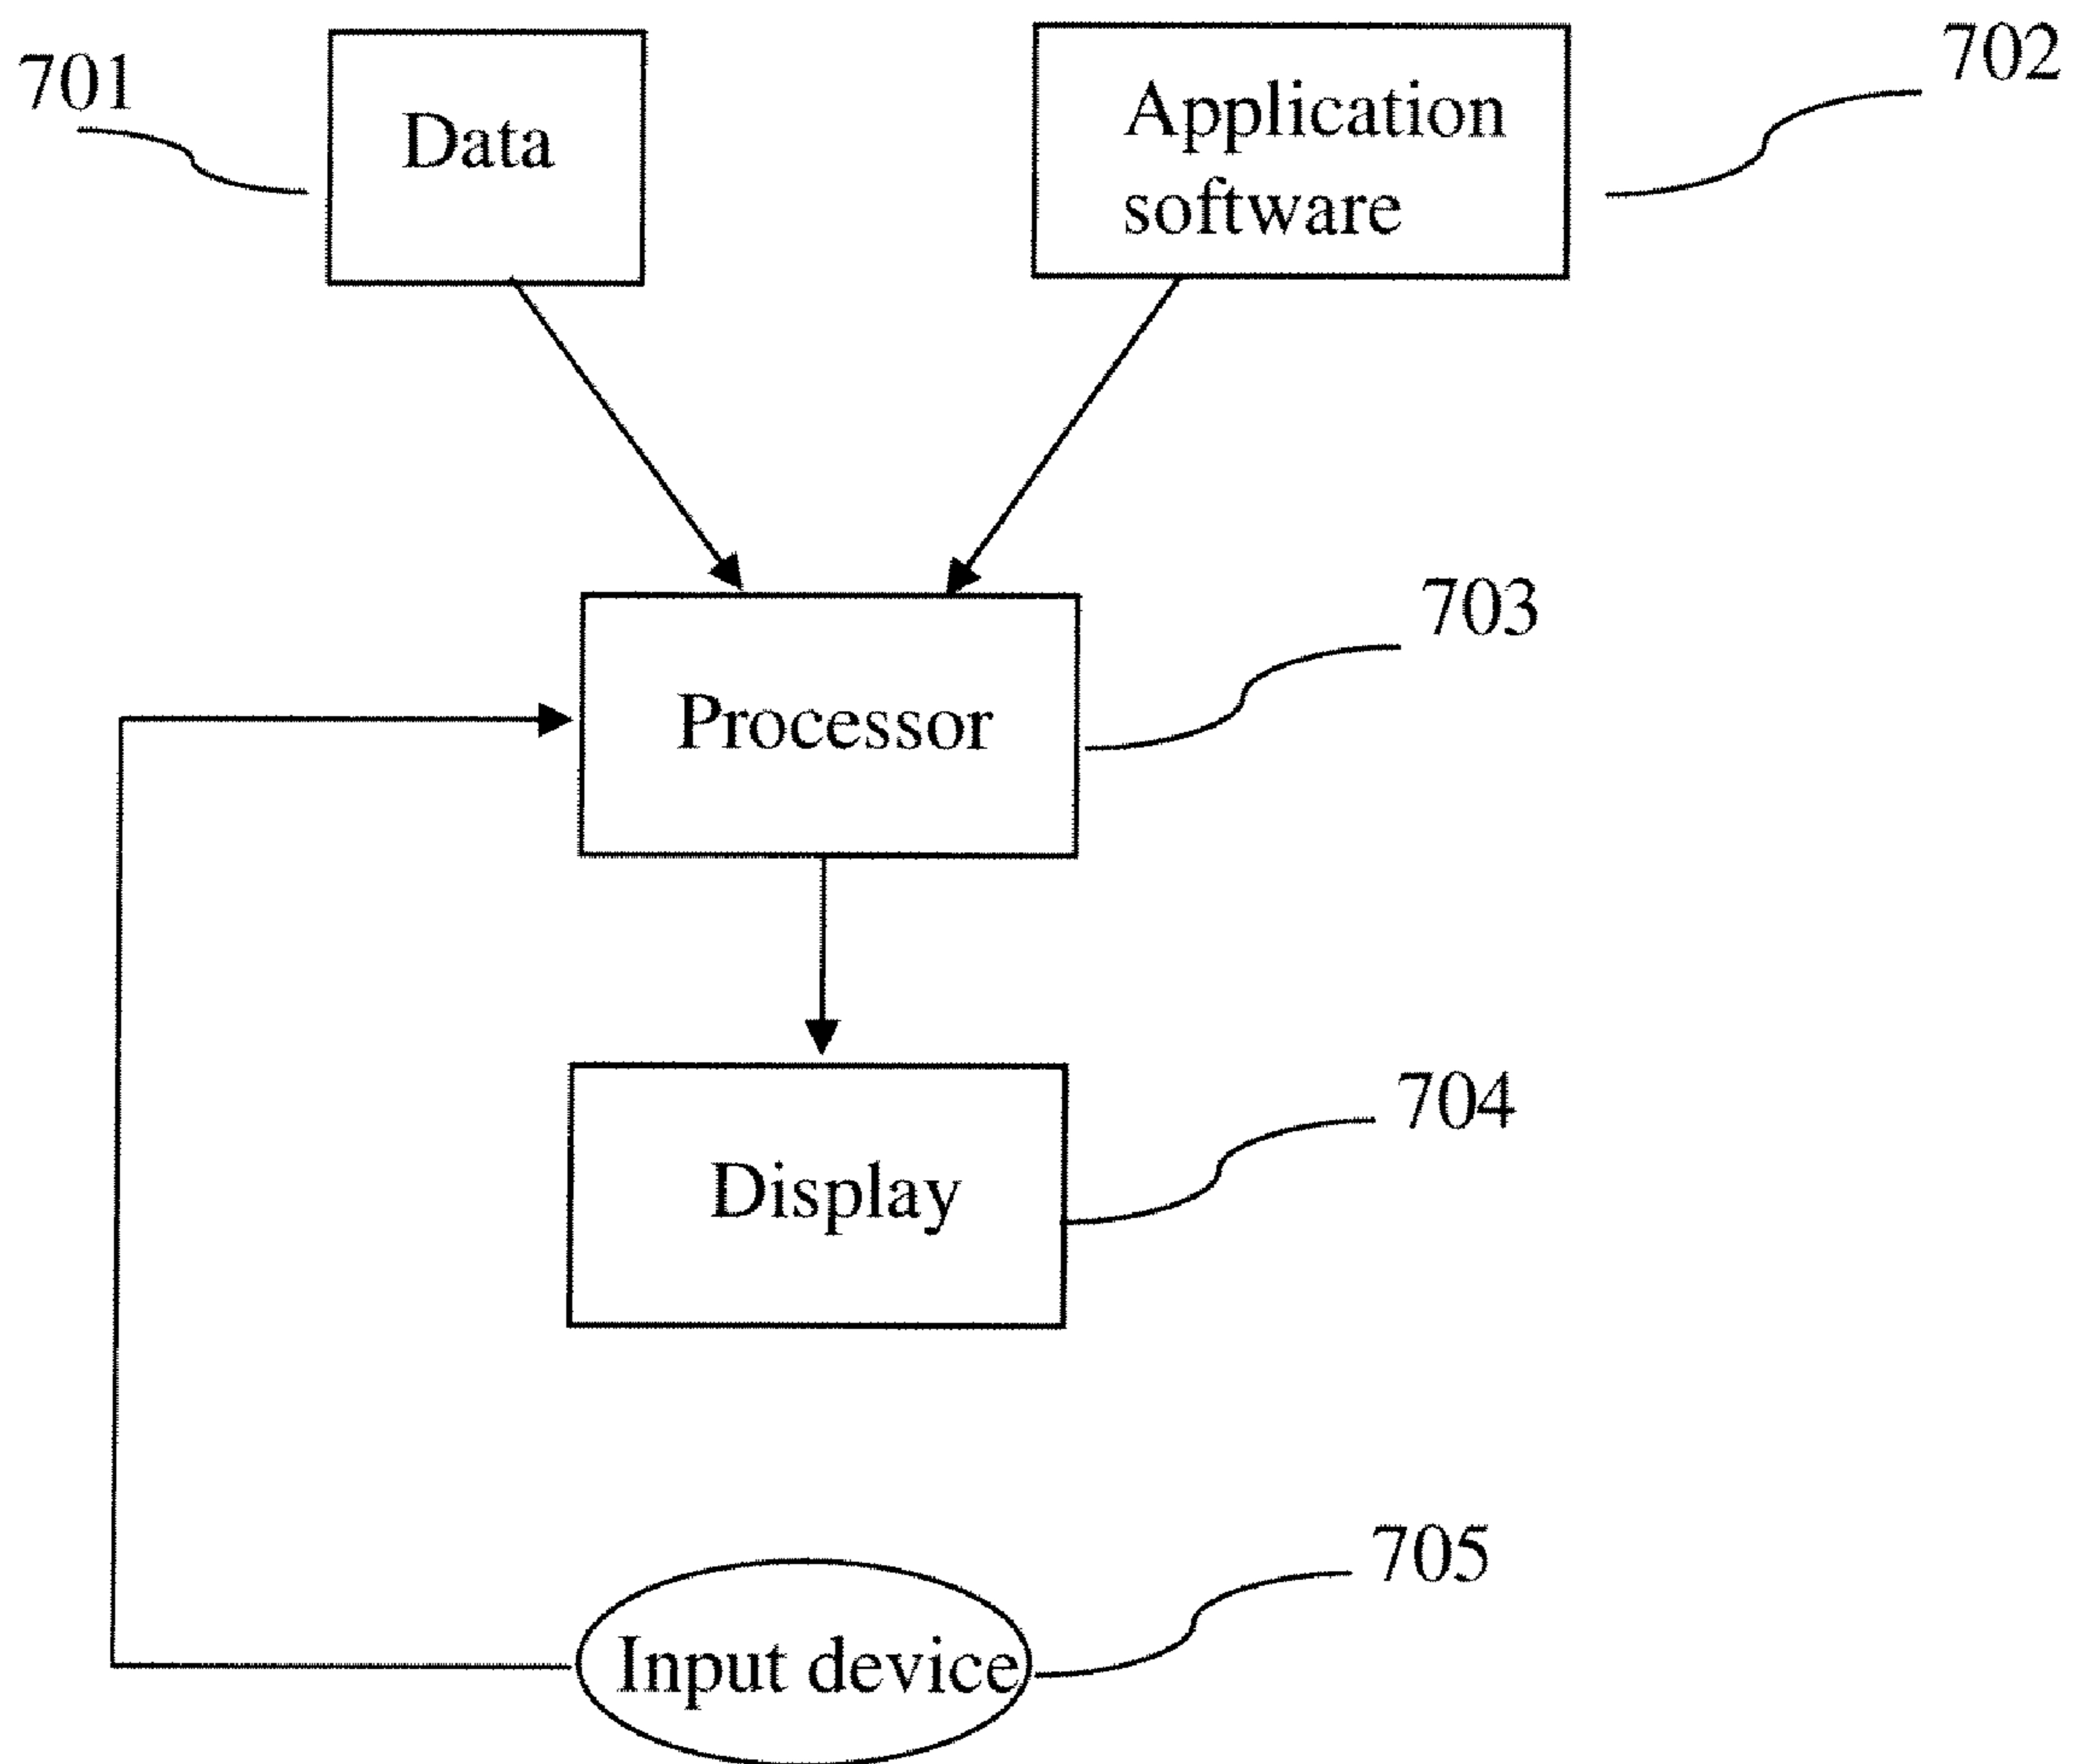 701
Data
Application
software
702
703
Processor
704
Display
705
Input device